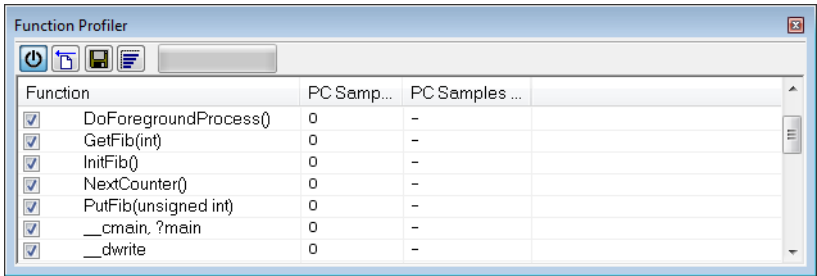 Function Profiler
Function PC Samp... PC Samples ...
DoForegroundProcess() 0 -
GetFib(int) 0 -
InitFib() 0 -
NextCounter() 0 -
PutFib(unsigned int) 0 -
__cmain, ?main 0 -
__dwrite 0 -